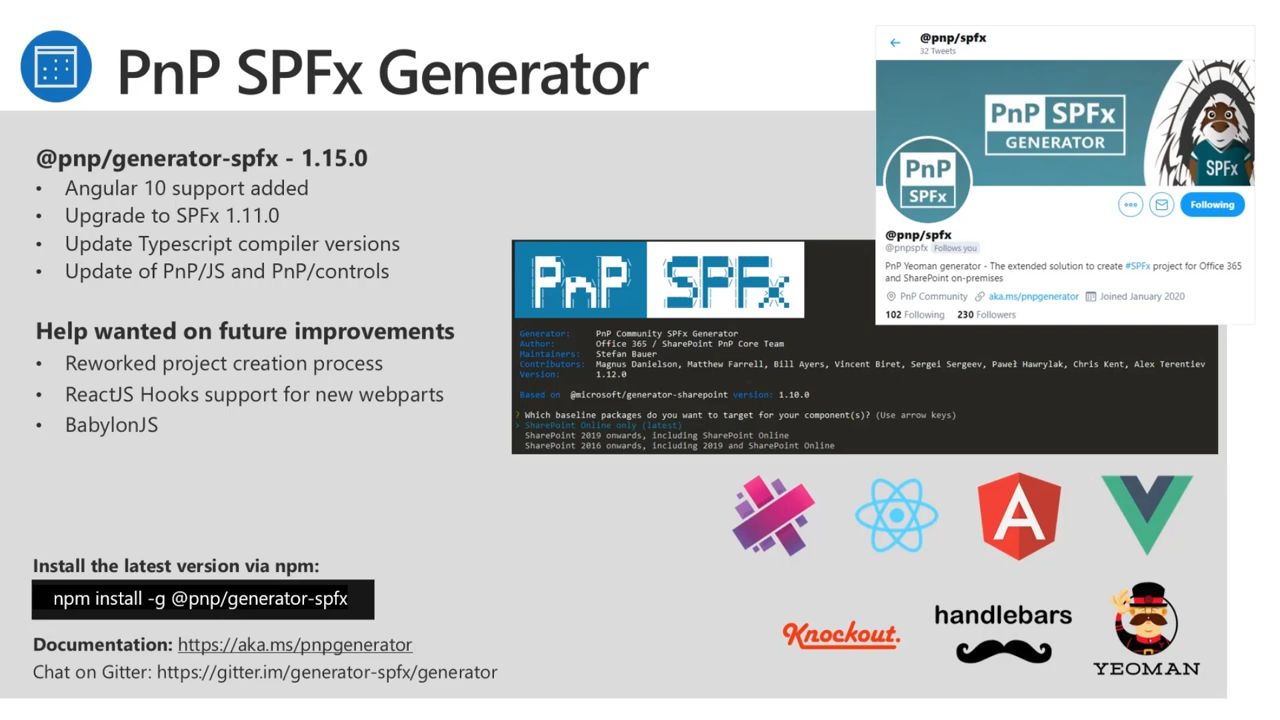 PnP SPFx Generator
@pnp/generator-spfx - 1.15.0
• Angular 10 support added
• Upgrade to SPFx 1.11.0
• Update Typescript compiler versions
• Update of PnP/JS and PnP/controls
Help wanted on future improvements
• Reworked project creation process
• ReactJS Hooks support for new webparts
• BabylonJS
Install the latest version via npm:
npm install -g @pnp/generator-spfx
Documentation: https://aka.ms/pnpgenerator
Chat on Gitter: https://gitter.im/generator-spfx/generator
@pnp/spfx
32 Tweets
PnP SPFx
GENERATOR
SPFx
PnP
SPFx
Following
@pnp/spfx
@pnpspfx Follows you
PnP Yeoman generator - The extended solution to create #SPFx project for Office 365
and SharePoint on-premises
PnP Community aka.ms/pnpgenerator Joined January 2020
102 Following 230 Followers
PnP SPFx
Generator: PnP Community SPFx Generator
Author: Office 365 / SharePoint PnP Core Team
Maintainers: Stefan Bauer
Contributors: Magnus Danielson, Matthew Farrell, Bill Ayers, Vincent Biret, Sergei Sergeev, Paweł Hawrylak, Chris Kent, Alex Terentiev
Version: 1.12.0
Based on @microsoft/generator-sharepoint version: 1.10.0
? Which baseline packages do you want to target for your component(s)? (Use arrow keys)
> SharePoint Online only (latest)
SharePoint 2019 onwards, including SharePoint Online
SharePoint 2016 onwards, including 2019 and SharePoint Online
Knockout.
handlebars
YEOMAN